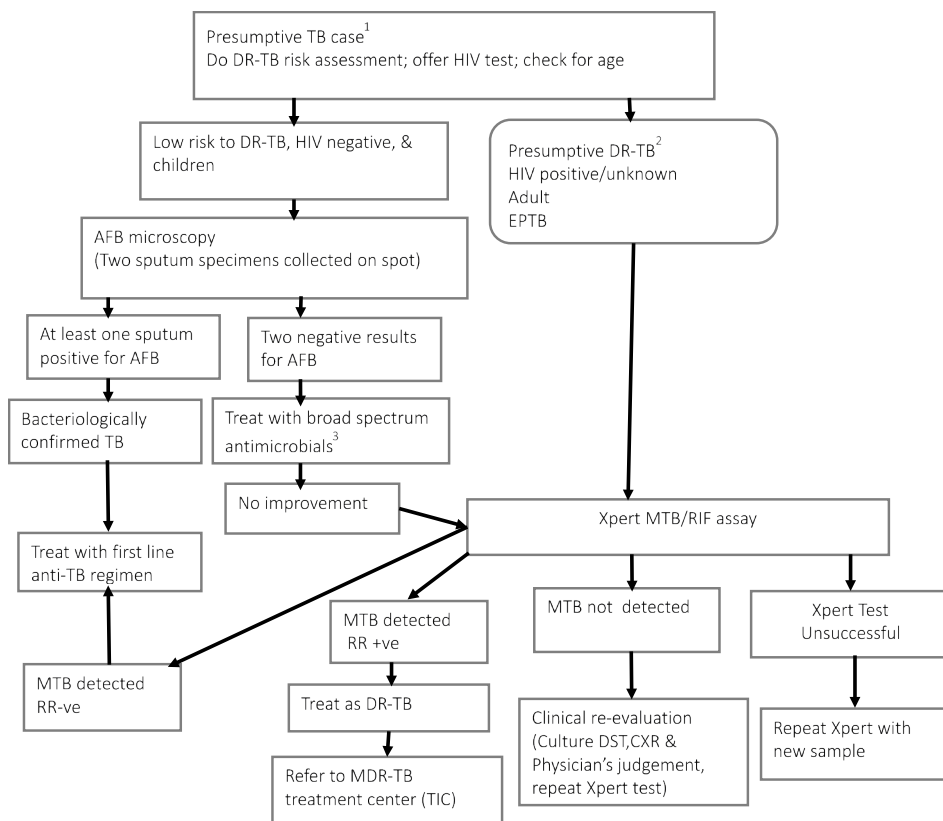 Presumptive TB case1
Do DR-TB risk assessment; offer HIV test; check for age
Low risk to DR-TB, HIV negative, &
children
Presumptive DR-TB2
HIV positive/unknown
Adult
EPTB
AFB microscopy
(Two sputum specimens collected on spot)
At least one sputum
positive for AFB
Two negative results
for AFB
Bacteriologically
confirmed TB
Treat with broad spectrum
antimicrobials3
No improvement
Xpert MTB/RIF assay
Treat with first line
anti-TB regimen
MTB detected
RR +ve
MTB not  detected
Xpert Test
Unsuccessful
MTB detected
RR-ve
Treat as DR-TB
Clinical re-evaluation
(Culture DST,CXR &
Physician’s judgement,
repeat Xpert test)
Repeat Xpert with
new sample
Refer to MDR-TB
treatment center (TIC)